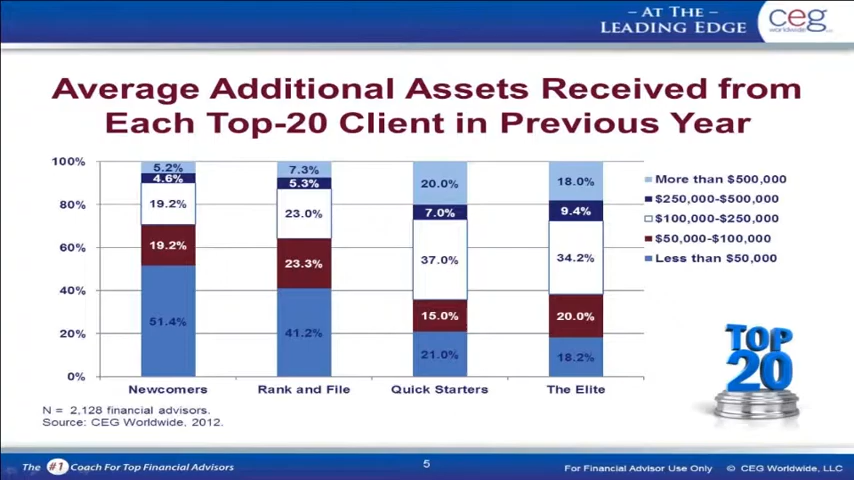 – AT THE –
LEADING EDGE
ceg
worldwide
Average Additional Assets Received from
Each Top-20 Client in Previous Year
100%
80%
60%
40%
20%
0%
5.2%
4.6%
19.2%
19.2%
51.4%
7.3%
5.3%
23.0%
23.3%
41.2%
20.0%
7.0%
37.0%
15.0%
21.0%
18.0%
9.4%
34.2%
20.0%
18.2%
Newcomers
Rank and File
Quick Starters
The Elite
More than $500,000
$250,000-$500,000
$100,000-$250,000
$50,000-$100,000
Less than $50,000
TOP
20
N = 2,128 financial advisors.
Source: CEG Worldwide, 2012.
The #1 Coach For Top Financial Advisors
5
For Financial Advisor Use Only © CEG Worldwide, LLC